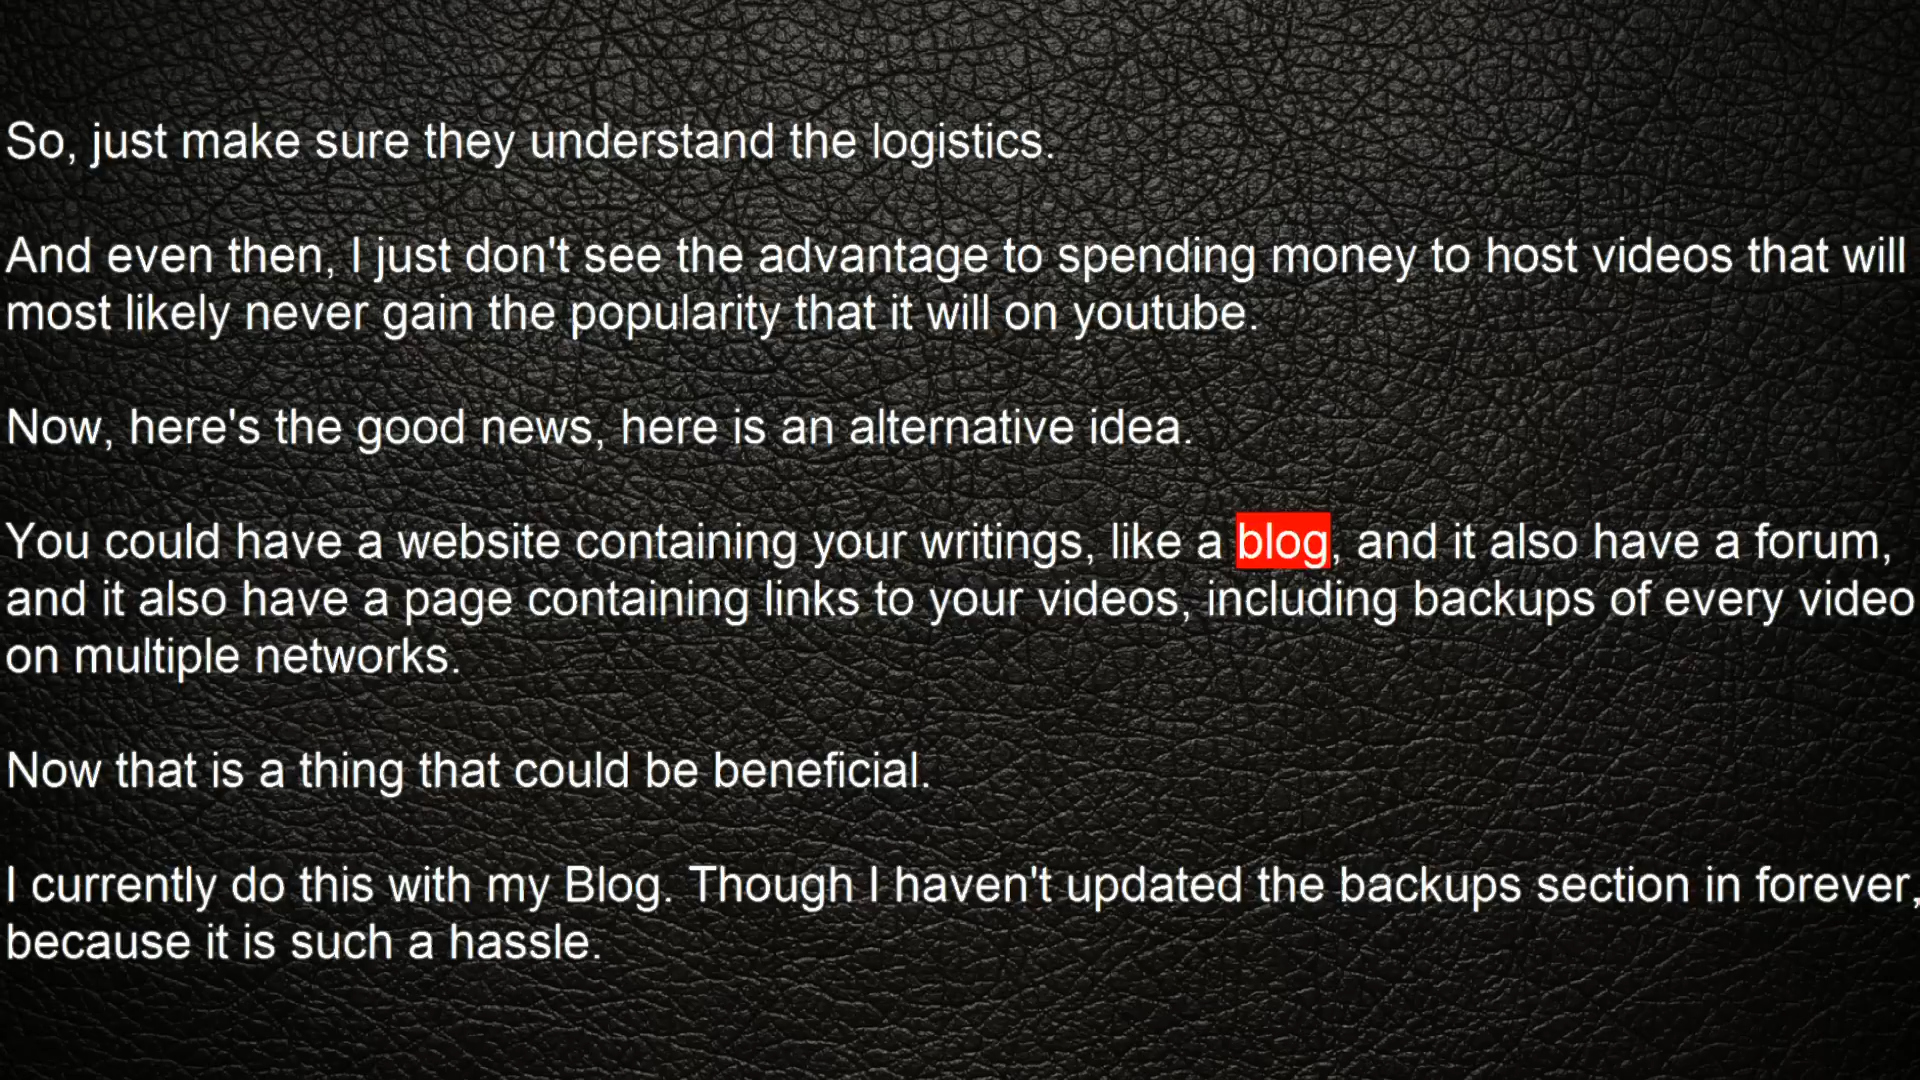 So, just make sure they understand the logistics.
And even then, I just don't see the advantage to spending money to host videos that will
most likely never gain the popularity that it will on youtube.
Now, here's the good news, here is an alternative idea.
You could have a website containing your writings, like a blog, and it also have a forum,
and it also have a page containing links to your videos, including backups of every video
on multiple networks.
Now that is a thing that could be beneficial.
I currently do this with my Blog. Though I haven't updated the backups section in forever,
because it is such a hassle.